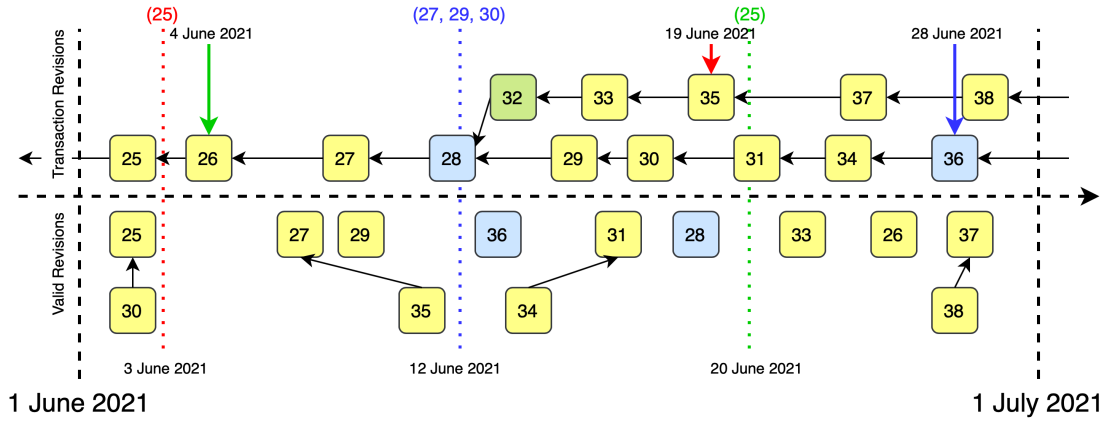 (25)
(27, 29, 30)
(25)
4 June 2021
19 June 2021
28 June 2021
Transaction Revisions
32
33
35
37
38
25
26
27
28
29
30
31
34
36
Valid Revisions
25
27
29
36
31
28
33
26
37
30
35
34
38
3 June 2021
12 June 2021
20 June 2021
1 June 2021
1 July 2021